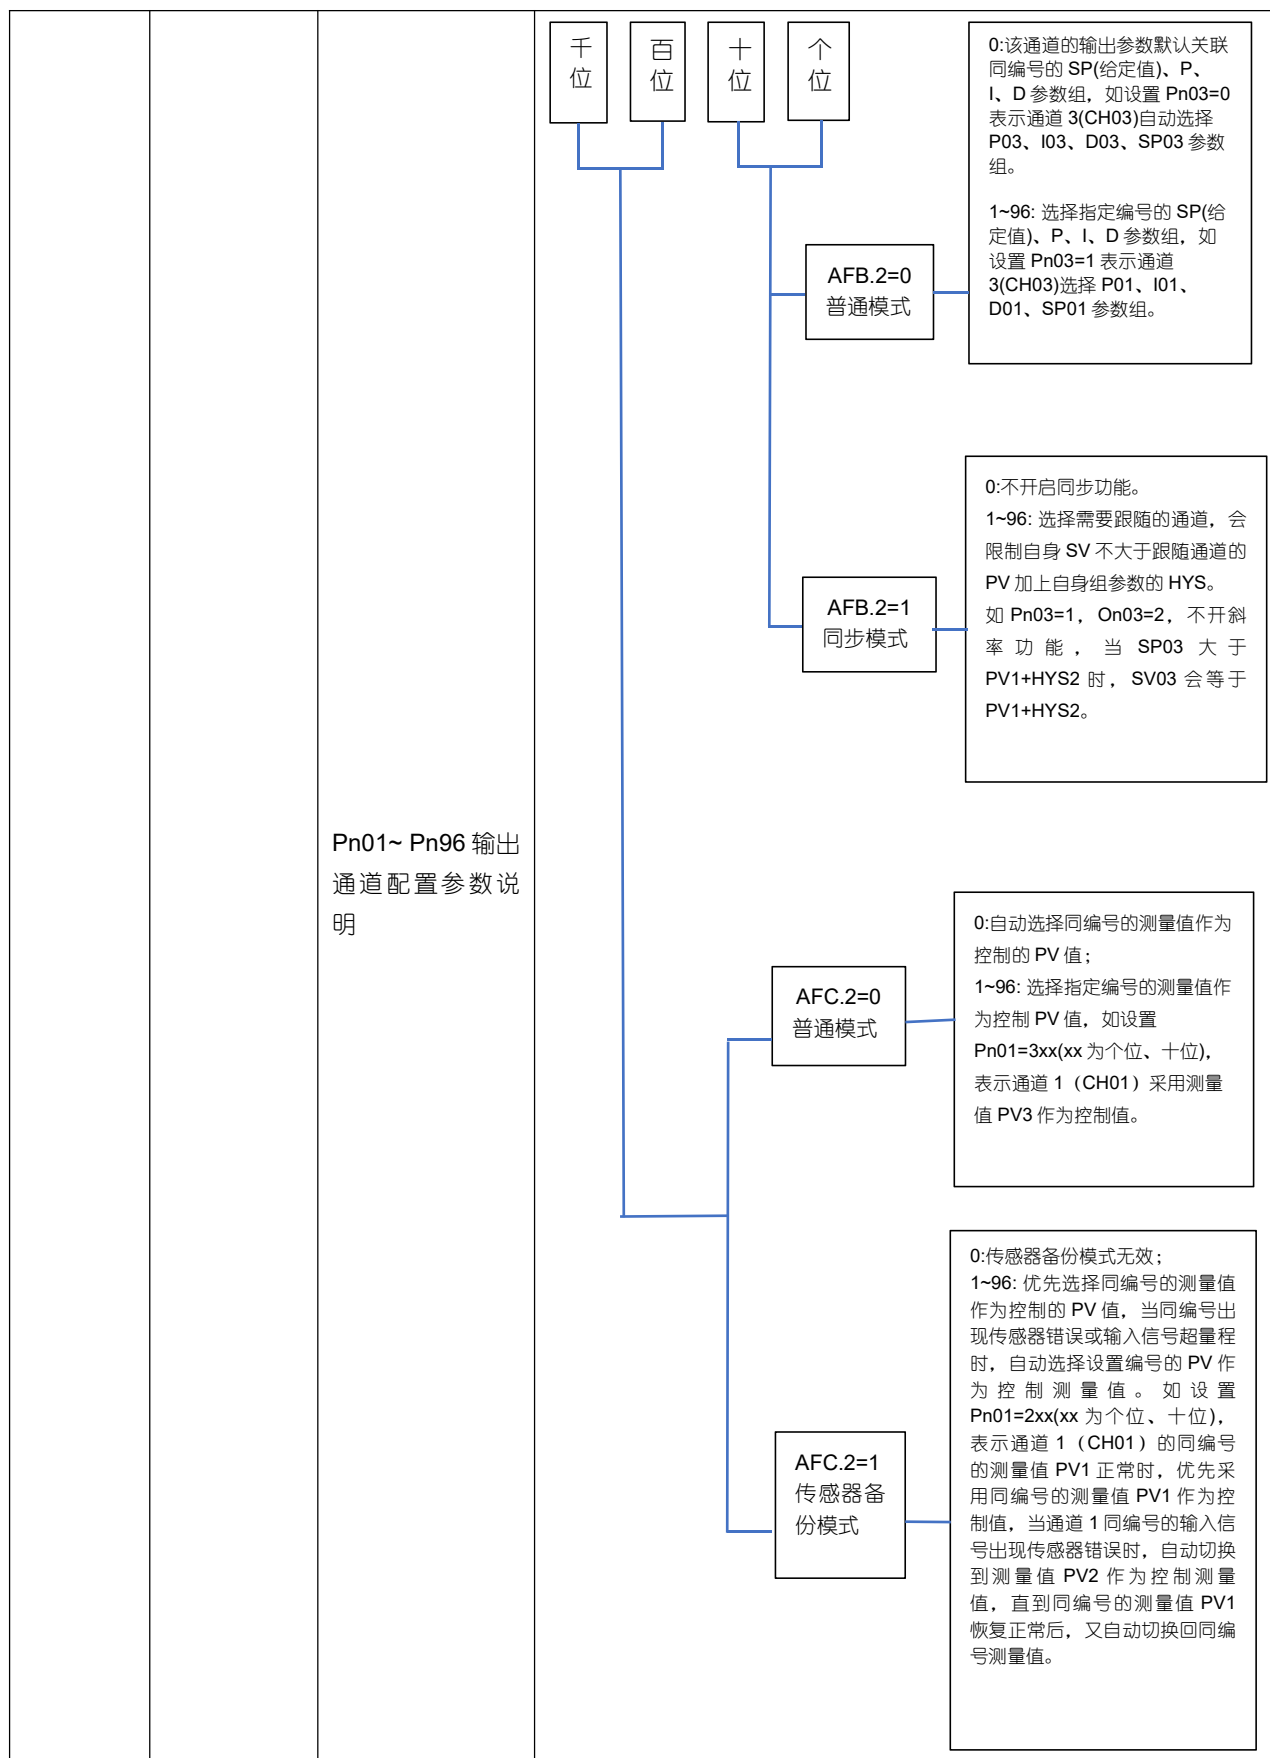 千
位
百
位
十
位
个
位
0:该通道的输出参数默认关联
同编号的 SP(给定值)、P、
I、D 参数组，如设置 Pn03=0
表示通道 3(CH03)自动选择
P03、I03、D03、SP03 参数
组。
1~96: 选择指定编号的 SP(给
定值)、P、I、D 参数组，如
设置 Pn03=1 表示通道
3(CH03)选择 P01、I01、
D01、SP01 参数组。
AFB.2=0
普通模式
0:不开启同步功能。
1~96: 选择需要跟随的通道，会
限制自身 SV 不大于跟随通道的
PV 加上自身组参数的 HYS。
如 Pn03=1，On03=2，不开斜
率功能，当 SP03 大于
PV1+HYS2 时，SV03 会等于
PV1+HYS2。
AFB.2=1
同步模式
Pn01~ Pn96 输出
通道配置参数说
明
0:自动选择同编号的测量值作为
控制的 PV 值；
1~96: 选择指定编号的测量值作
为控制 PV 值，如设置
Pn01=3xx(xx 为个位、十位)，
表示通道 1（CH01）采用测量
值 PV3 作为控制值。
AFC.2=0
普通模式
0:传感器备份模式无效；
1~96: 优先选择同编号的测量值
作为控制的 PV 值，当同编号出
现传感器错误或输入信号超量程
时，自动选择设置编号的 PV 作
为控制测量值。如设置
Pn01=2xx(xx 为个位、十位)，
表示通道 1（CH01）的同编号
的测量值 PV1 正常时，优先采
用同编号的测量值 PV1 作为控
制值，当通道 1 同编号的输入信
号出现传感器错误时，自动切换
到测量值 PV2 作为控制测量
值，直到同编号的测量值 PV1
恢复正常后，又自动切换回同编
号测量值。
AFC.2=1
传感器备
份模式